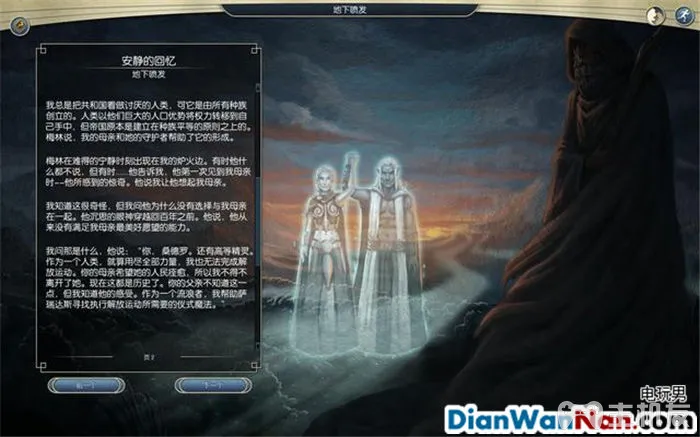 地下喷发
安静的回忆
地下喷发
我总是把共和国看做讨厌的人类，可它是由所有种族
创立的。人类以他们巨大的人口优势将权力转移到自
己手中，但帝国原本是建立在种族平等的原则之上的。
梅林说，我的母亲和她的守护者帮助了它的形成。
梅林在难得的宁静时刻出现在我的炉火边。有时他什
么都不说，但有时....他告诉我，他第一次见到我母亲
时--他所感到的惊奇。他说我让他想起我母亲。
我知道这很奇怪，但我问他为什么没有选择与我母亲
在一起。他沉思的眼神穿越回百年之前。他说，他从
来没有满足我母亲最美好愿望的能力。
我问那是什么，他说：“你，桑德罗。还有高等精灵。
作为一个人类，就算用尽全部力量，我也无法完成解
放运动。你的母亲希望她的人民痊愈，所以我不得不
离开了她。现在这都是历史了。你的父亲不知道这一
点，但我知道他的感受。作为一个流浪者，我帮助萨
瑞达斯寻找执行解放运动所需要的仪式魔法。”
页 2
前一个
下一个
电玩男
DianWanNan.com